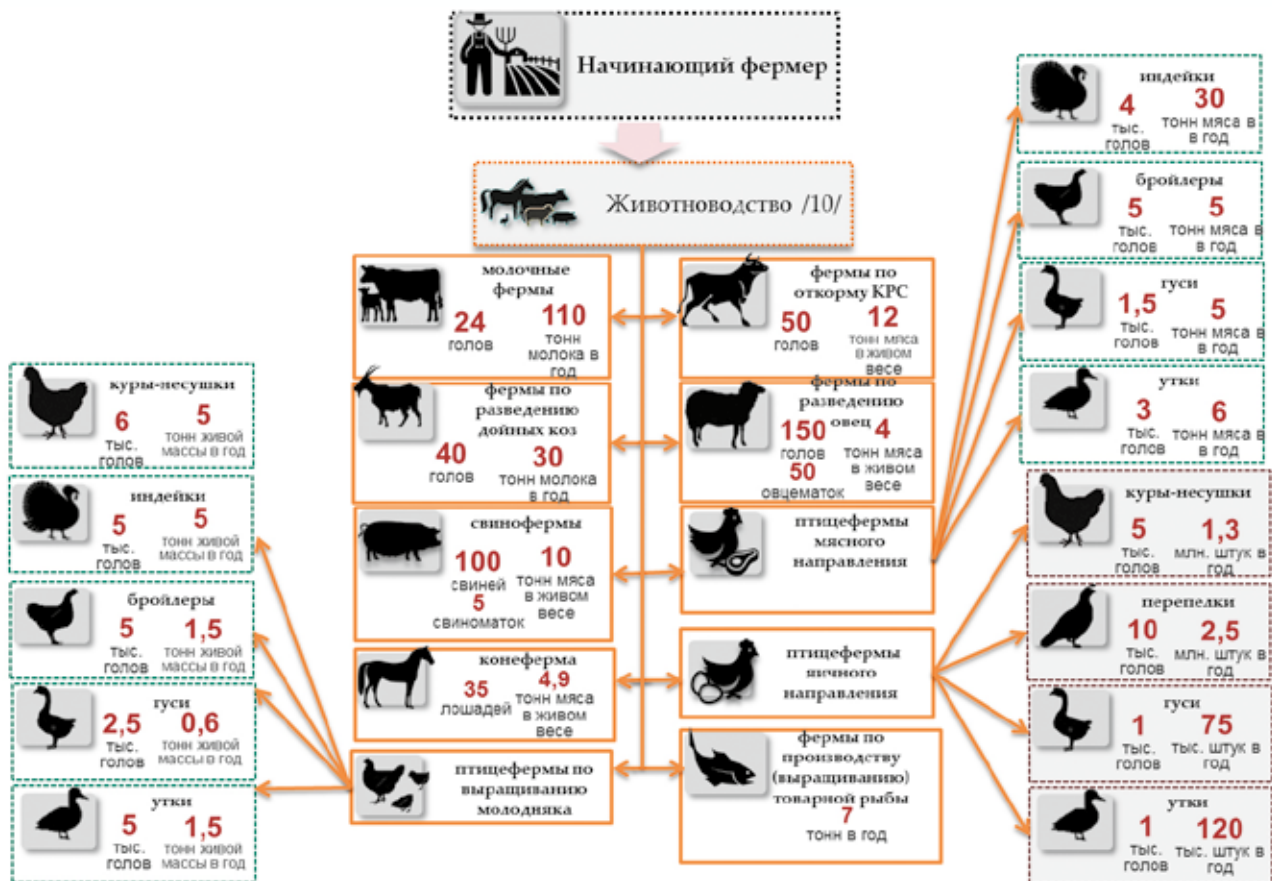 Начинающий фермер
Животноводство /10/
молочные
фермы
24
голов
110
тонн
молока в
год
фермы по
откорму КРС
50
голов
12
тонн мяса
в живом
весе
фермы по
разведению
дойных коз
40
голов
30
тонн молока
в год
фермы по
разведению
овец
150
голов
50
овцематок
4
тонн мяса
в живом
весе
свинофермы
100
свиней
5
свиноматок
10
тонн мяса
в живом
весе
птицефермы
мясного
направления
конеферма
35
лошадей
4,9
тонн мяса
в живом
весе
птицефермы
яичного
направления
птицефермы по
выращиванию
молодняка
фермы по
производству
(выращиванию)
товарной рыбы
7
тонн в год
куры-несушки
6
тыс.
голов
5
тонн живой
массы в год
индейки
5
тыс.
голов
5
тонн живой
массы в год
бройлеры
5
тыс.
голов
1,5
тонн живой
массы в год
гуси
2,5
тыс.
голов
0,6
тонн живой
массы в год
утки
5
тыс.
голов
1,5
тонн живой
массы в год
индейки
4
тыс.
голов
30
тонн мяса в
в год
бройлеры
5
тыс.
голов
5
тонн мяса в
в год
гуси
1,5
тыс.
голов
5
тонн мяса в
в год
утки
3
тыс.
голов
6
тонн мяса в
в год
куры-несушки
5
тыс.
голов
1,3
млн. штук в
год
перепелки
10
тыс.
голов
2,5
млн. штук в
год
гуси
1
тыс.
голов
75
тыс. штук в
год
утки
1
тыс.
голов
120
тыс. штук в
год